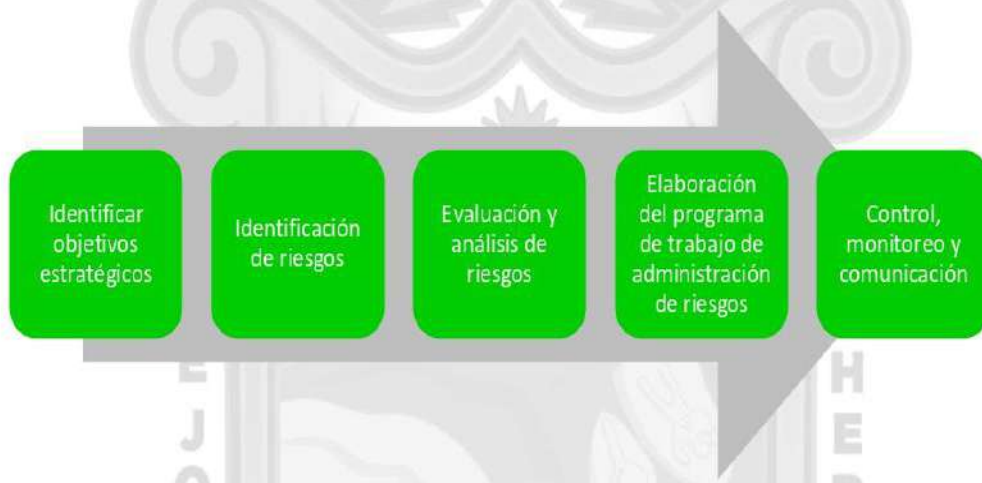 Identificar
objetivos
estratégicos
Identificación
de riesgos
Evaluación y
análisis de
riesgos
Elaboración
del programa
de trabajo de
administración
de riesgos
Control,
monitoreo y
comunicación
E
J
H
E